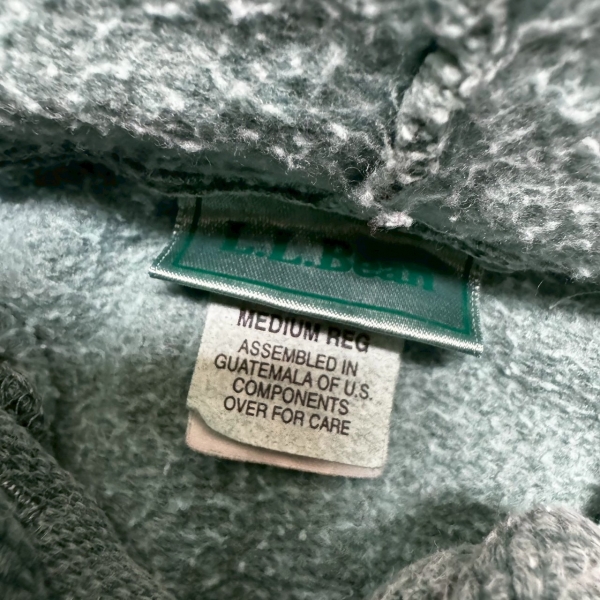 L.L.Bean
MEDIUM REG
ASSEMBLED IN
GUATEMALA OF U.S.
COMPONENTS
OVER FOR CARE